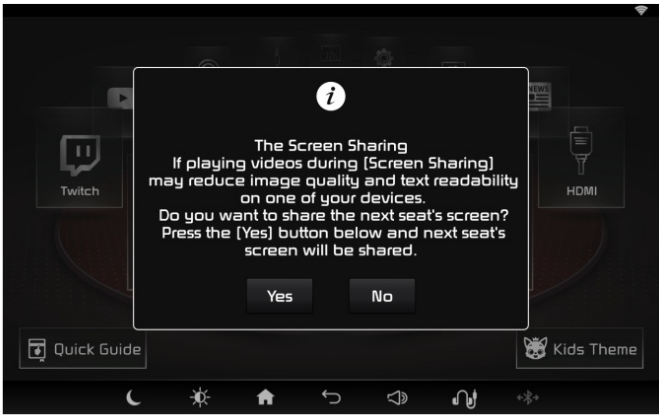 NEWS
The Screen Sharing
If playing videos during [Screen Sharing]
may reduce image quality and text readability
on one of your devices.
Do you want to share the next seat's screen?
Press the [Yes] button below and next seat's
screen will be shared.
Twitch
HDMI
Yes
No
Quick Guide
Kids Theme